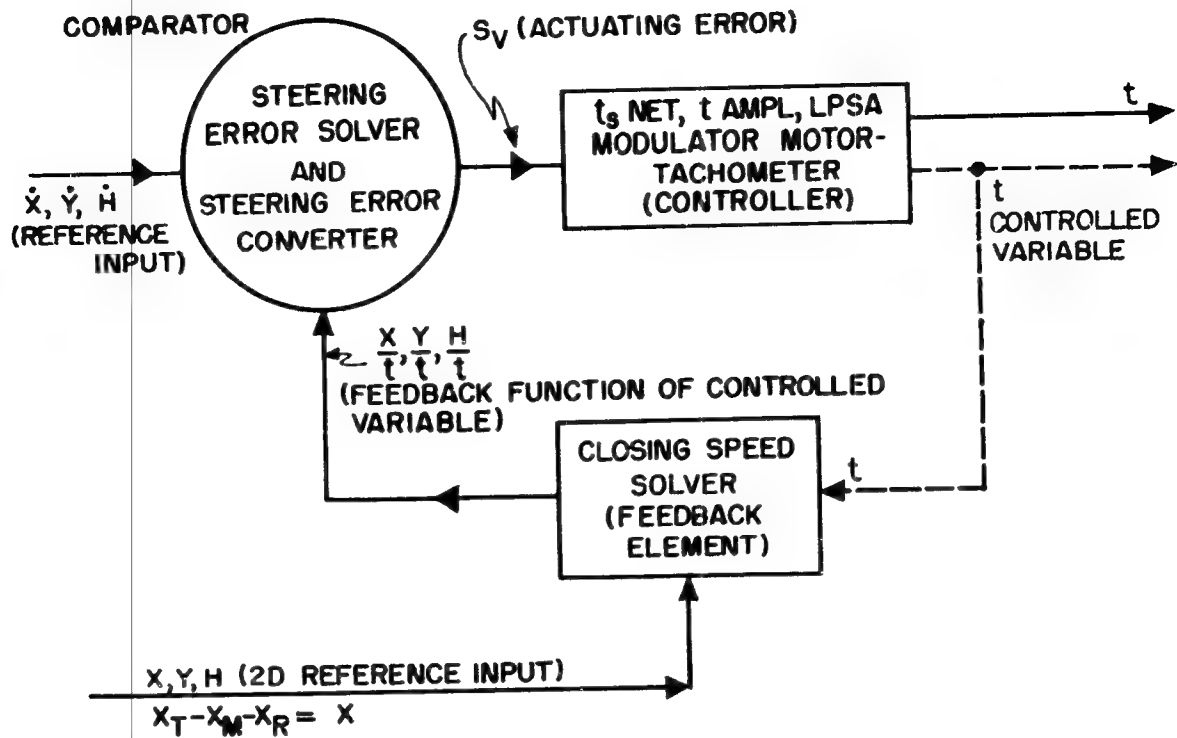 COMPARATOR
S_V (ACTUATING ERROR)
STEERING
ERROR SOLVER
AND
STEERING ERROR
CONVERTER
t_s NET, t AMPL, LPSA
MODULATOR MOTOR-
TACHOMETER
(CONTROLLER)
t
Ẋ, Ẏ, Ḣ
(REFERENCE
INPUT)
t
CONTROLLED
VARIABLE
X/t, Y/t, H/t
(FEEDBACK FUNCTION OF CONTROLLED
VARIABLE)
CLOSING SPEED
SOLVER
(FEEDBACK
ELEMENT)
t
X, Y, H (2D REFERENCE INPUT)
X_T-X_M-X_R = X